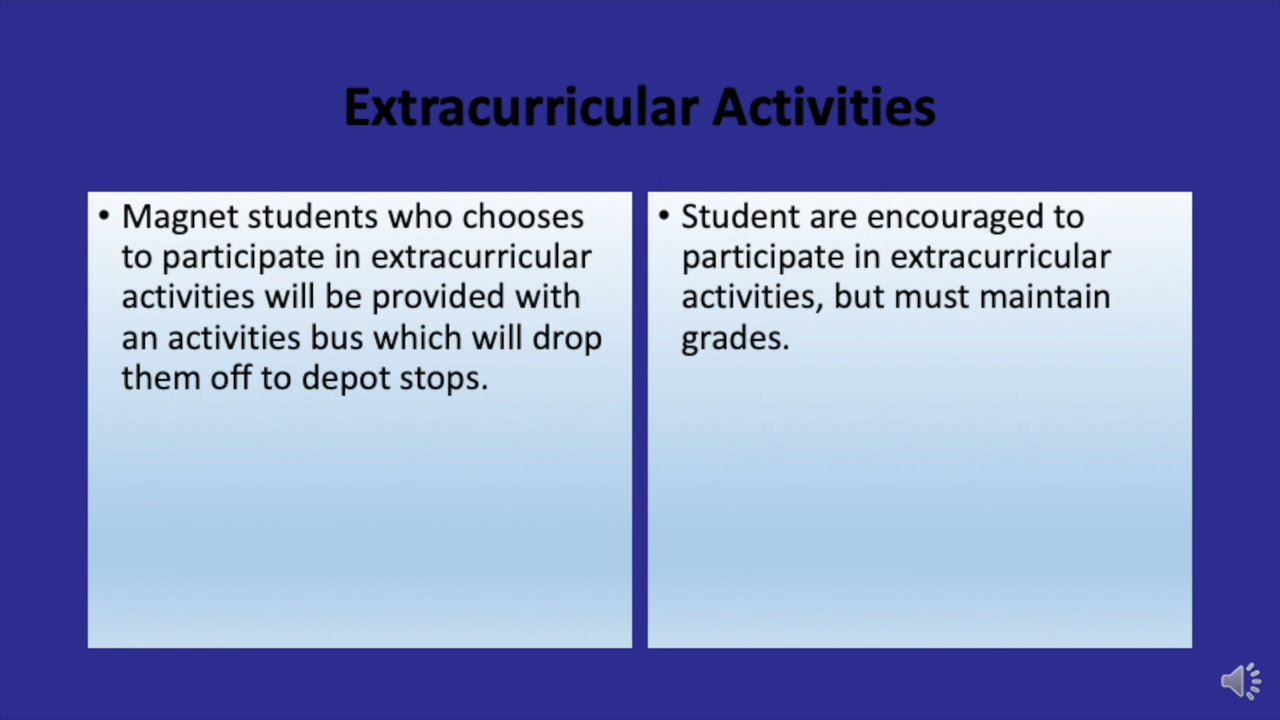 Extracurricular Activities
• Magnet students who chooses
to participate in extracurricular
activities will be provided with
an activities bus which will drop
them off to depot stops.
• Student are encouraged to
participate in extracurricular
activities, but must maintain
grades.